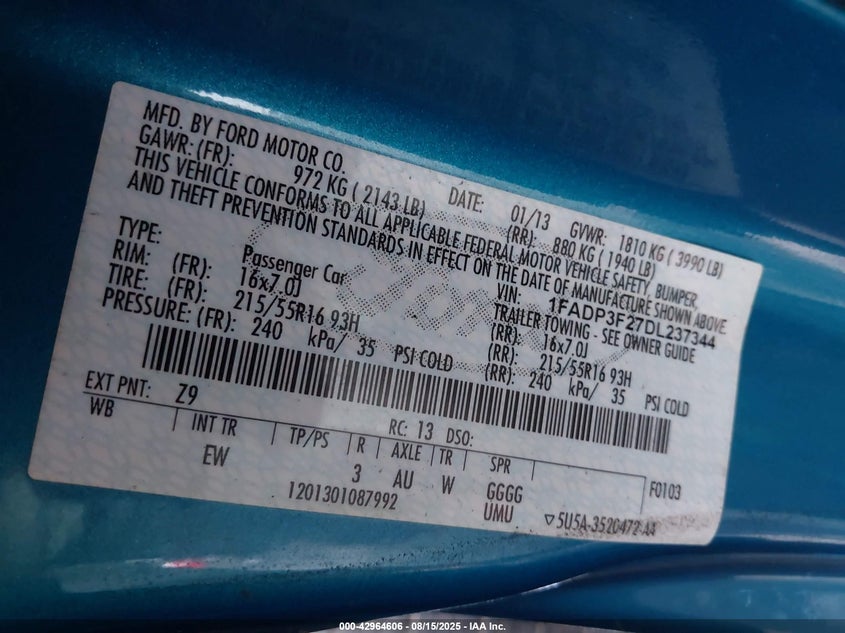 MFD. BY FORD MOTOR CO. DATE: 01/13 GVWR: 1810 KG ( 3990 LB)
GAWR: (FR): 972 KG ( 2143 LB) (RR): 880 KG ( 1940 LB)
THIS VEHICLE CONFORMS TO ALL APPLICABLE FEDERAL MOTOR VEHICLE SAFETY, BUMPER,
AND THEFT PREVENTION STANDARDS IN EFFECT ON THE DATE OF MANUFACTURE SHOWN ABOVE.
VIN: 1FADP3F27DL237344
TYPE: Passenger Car TRAILER TOWING - SEE OWNER GUIDE
RIM: (FR): 16x7.0J (RR): 16x7.0J
TIRE: (FR): 215/55R16 93H (RR): 215/55R16 93H
PRESSURE: (FR): 240 kPa/ 35 PSI COLD (RR): 240 kPa/ 35 PSI COLD
EXT PNT: Z9 RC: 13 DSO:
WB INT TR TP/PS R AXLE TR SPR F0103
EW 3 AU W GGGG
UMU
1201301087992 ▽5U5A-3520472-AA
Ford
000-42964606 - 08/15/2025 - IAA Inc.